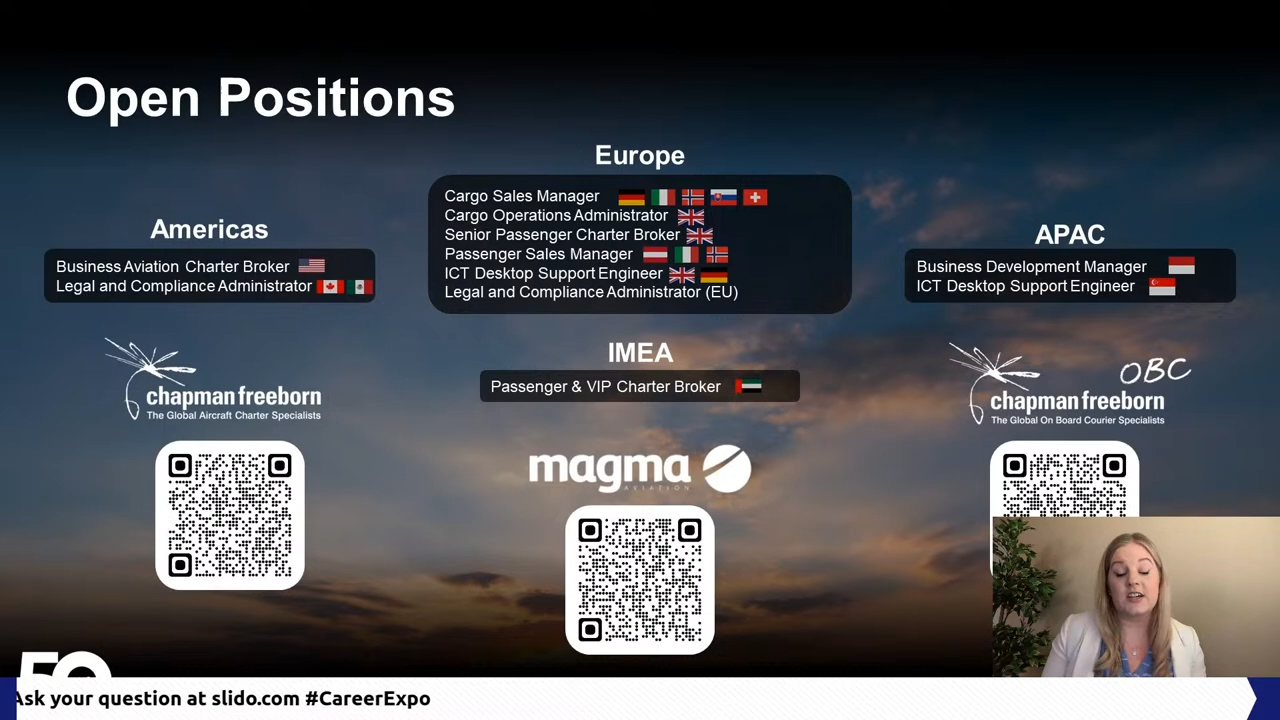 Open Positions
Europe
Cargo Sales Manager
Cargo Operations Administrator
Senior Passenger Charter Broker
Passenger Sales Manager
ICT Desktop Support Engineer
Legal and Compliance Administrator (EU)
Americas
Business Aviation Charter Broker
Legal and Compliance Administrator
APAC
Business Development Manager
ICT Desktop Support Engineer
IMEA
Passenger & VIP Charter Broker
chapman freeborn
The Global Aircraft Charter Specialists
magma
AVIATION
OBC
chapman freeborn
The Global On Board Courier Specialists
50
Ask your question at slido.com #CareerExpo